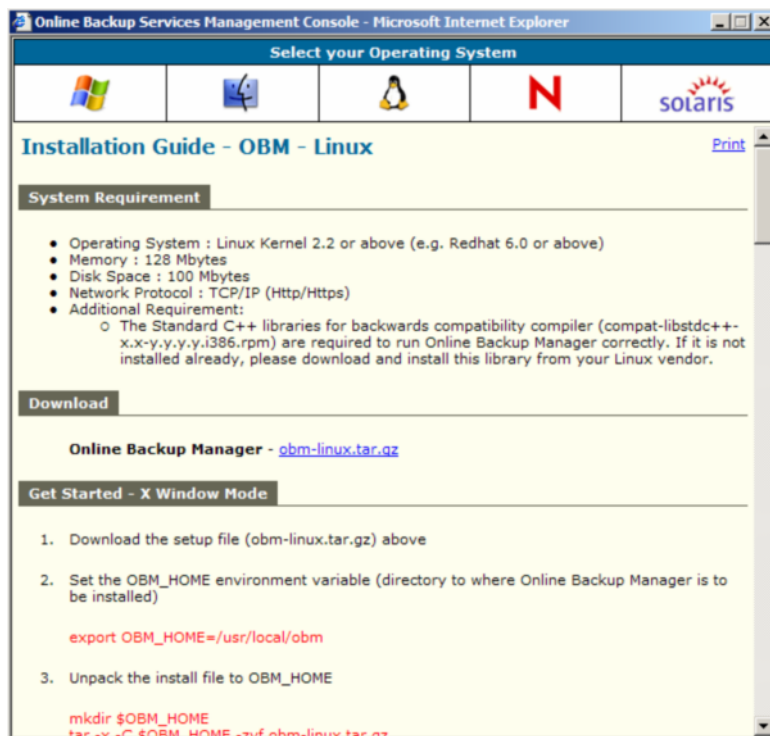 Online Backup Services Management Console - Microsoft Internet Explorer
Select your Operating System
N
solaris
Installation Guide - OBM - Linux
Print
System Requirement
Operating System : Linux Kernel 2.2 or above (e.g. Redhat 6.0 or above)
Memory : 128 Mbytes
Disk Space : 100 Mbytes
Network Protocol : TCP/IP (Http/Https)
Additional Requirement:
The Standard C++ libraries for backwards compatibility compiler (compat-libstdc++-
x.x-y.y.y.y.i386.rpm) are required to run Online Backup Manager correctly. If it is not
installed already, please download and install this library from your Linux vendor.
Download
Online Backup Manager - obm-linux.tar.gz
Get Started - X Window Mode
1. Download the setup file (obm-linux.tar.gz) above
2. Set the OBM_HOME environment variable (directory to where Online Backup Manager is to
be installed)
export OBM_HOME=/usr/local/obm
3. Unpack the install file to OBM_HOME
mkdir $OBM_HOME
tar -x -C $OBM_HOME -zvf obm-linux.tar.gz